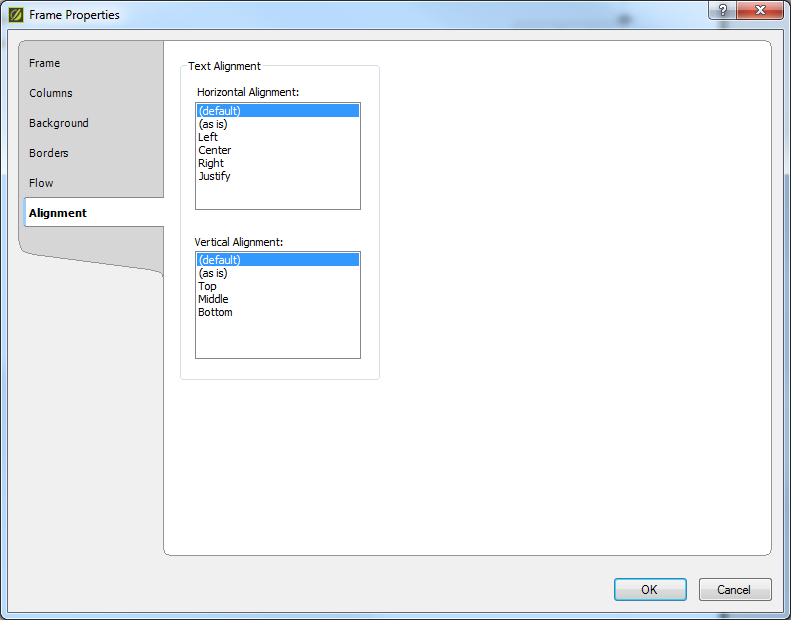 Frame Properties
?
Frame
Columns
Background
Borders
Flow
Alignment
Text Alignment
Horizontal Alignment:
(default)
(as is)
Left
Center
Right
Justify
Vertical Alignment:
(default)
(as is)
Top
Middle
Bottom
OK
Cancel